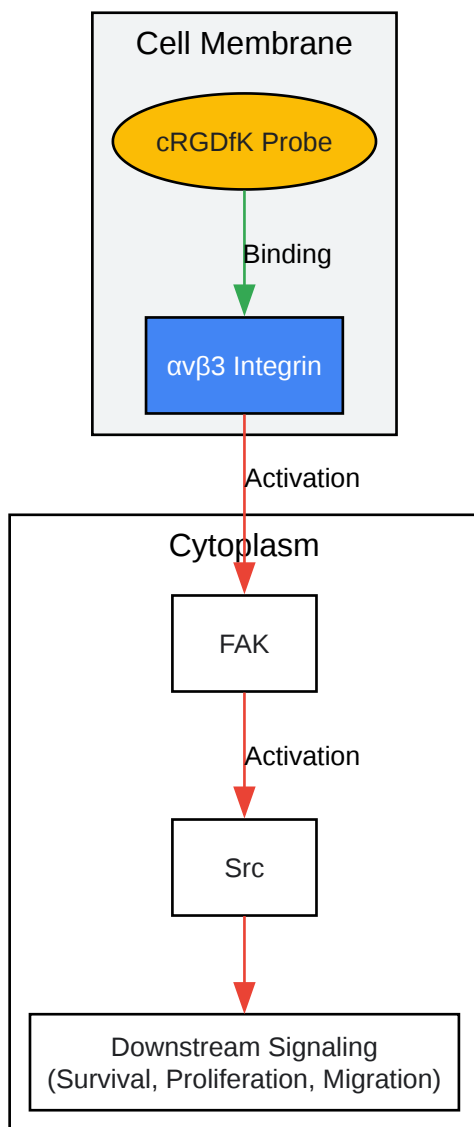 Cell Membrane
cRGDfK Probe
Binding
αvβ3 Integrin
Activation
Cytoplasm
FAK
Activation
Src
Downstream Signaling
(Survival, Proliferation, Migration)